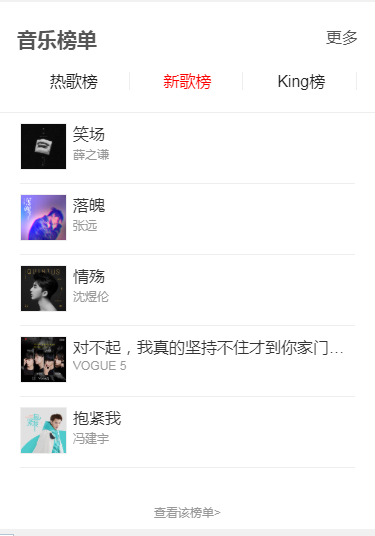 音乐榜单
更多
热歌榜
新歌榜
King榜
笑场
薛之谦
落魄
张远
情殇
沈煜伦
对不起，我真的坚持不住才到你家门…
VOGUE 5
抱紧我
冯建宇
查看该榜单>